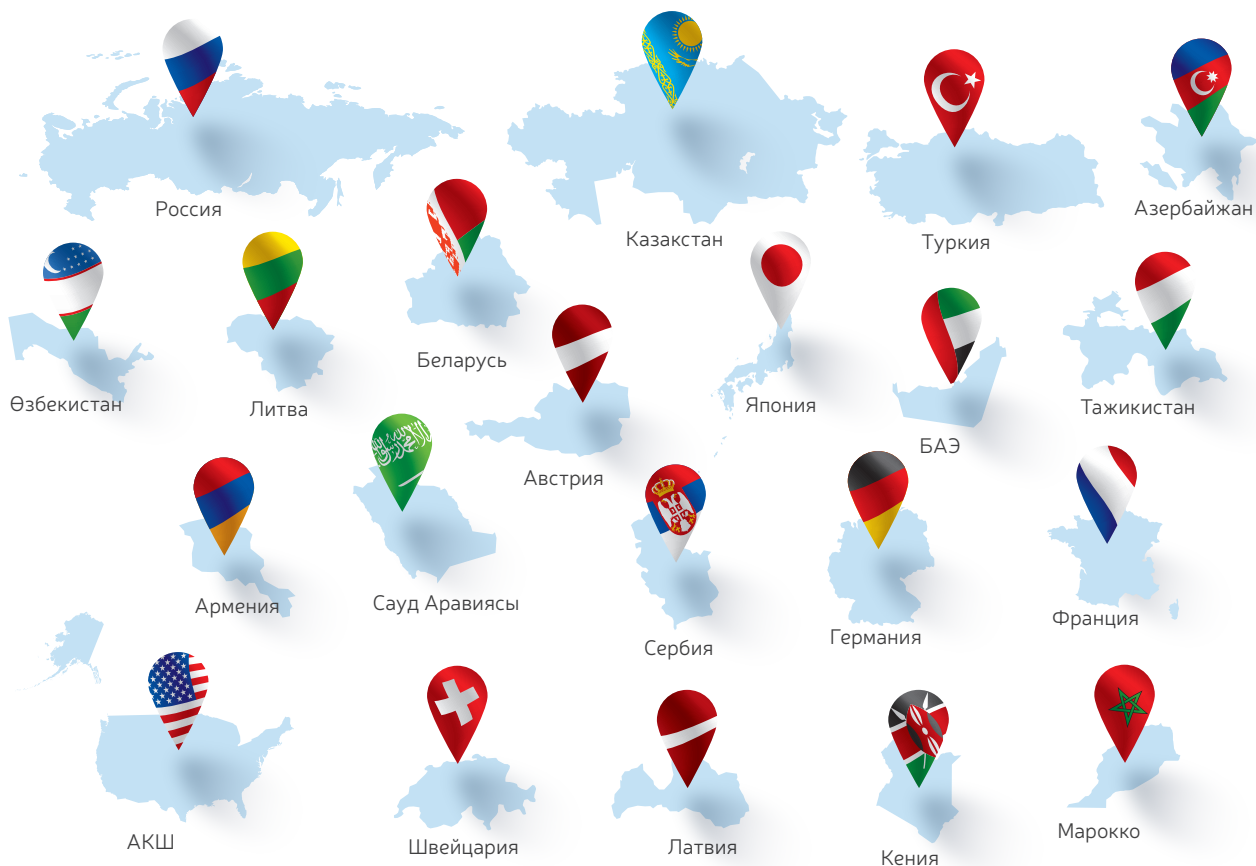 Россия
Казакстан
Туркия
Азербайжан
Өзбекистан
Литва
Беларусь
Австрия
Япония
БАЭ
Тажикистан
Армения
Сауд Аравиясы
Сербия
Германия
Франция
АКШ
Швейцария
Латвия
Кения
Марокко